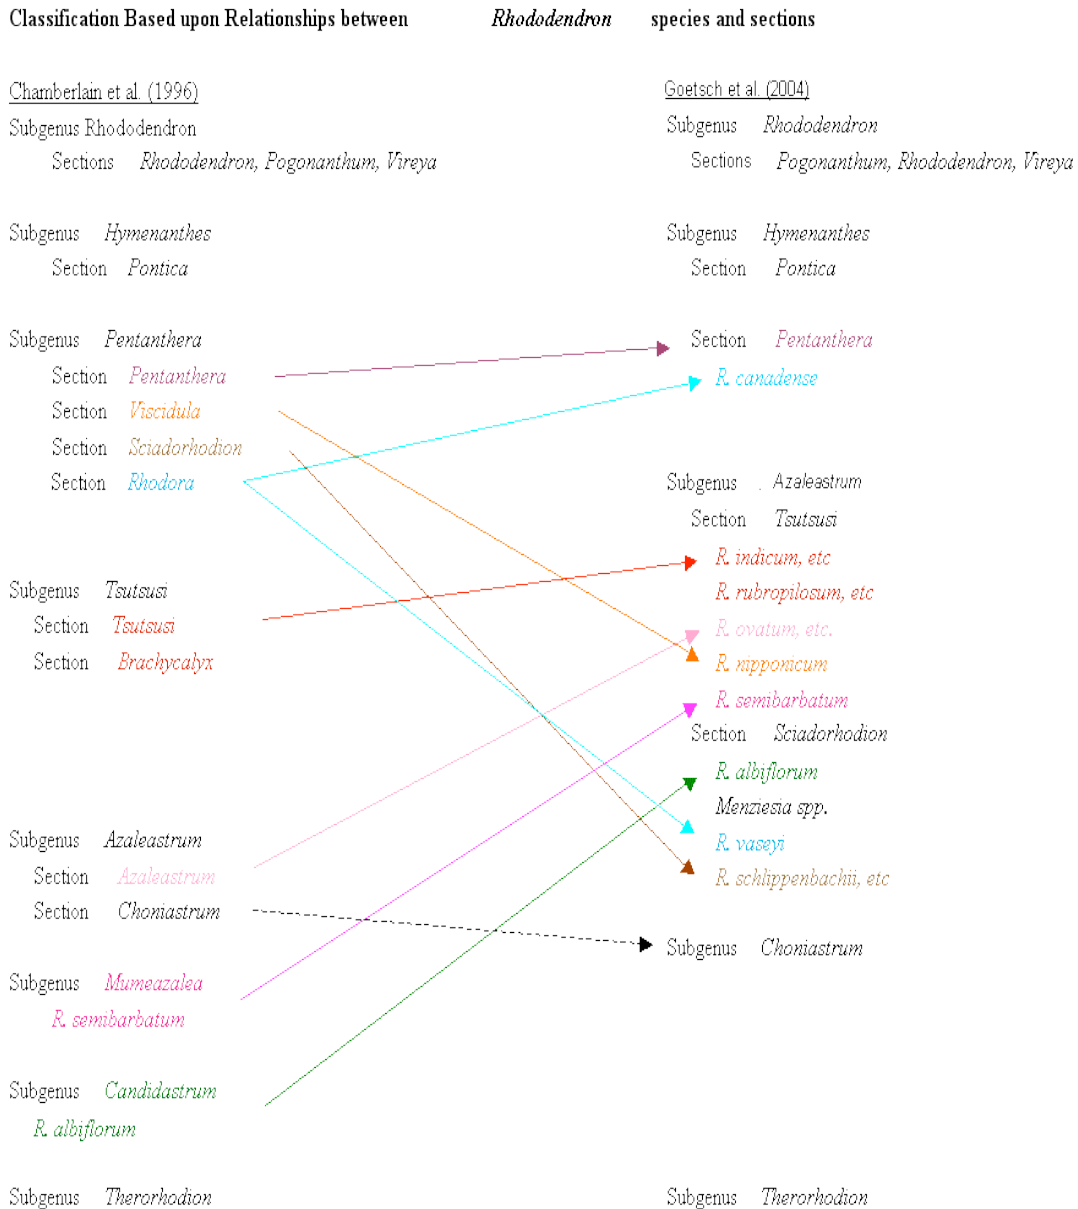 Classification Based upon Relationships between Rhododendron species and sections
Chamberlain et al. (1996)
Subgenus Rhododendron
Sections Rhododendron, Pogonanthum, Vireya
Subgenus Hymenanthes
Section Pontica
Subgenus Pentanthera
Section Pentanthera
Section Viscidula
Section Sciadorhodion
Section Rhodora
Subgenus Tsutsusi
Section Tsutsusi
Section Brachycalyx
Subgenus Azaleastrum
Section Azaleastrum
Section Choniastrum
Subgenus Mumeazalea
R. semibarbatum
Subgenus Candidastrum
R. albiflorum
Subgenus Therorhodion
Goetsch et al. (2004)
Subgenus Rhododendron
Sections Pogonanthum, Rhododendron, Vireya
Subgenus Hymenanthes
Section Pontica
Section Pentanthera
R. canadense
Subgenus . Azaleastrum
Section Tsutsusi
R. indicum, etc
R. rubropilosum, etc
R. ovatum, etc.
R. nipponicum
R. semibarbatum
Section Sciadorhodion
R. albiflorum
Menziesia spp.
R. vaseyi
R. schlippenbachii, etc
Subgenus Choniastrum
Subgenus Therorhodion